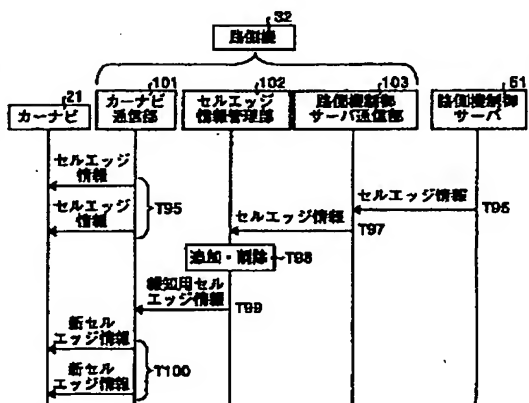 32
路側機
21
カーナビ
101
カーナビ
通信部
102
セルエッジ
情報管理部
103
路側機制御
サーバ通信部
51
路側機制御
サーバ
セルエッジ
情報
セルエッジ
情報
T95
セルエッジ情報
T96
セルエッジ情報
T97
追加・削除
T98
報知用セル
エッジ情報
T99
新セル
エッジ情報
新セル
エッジ情報
T100